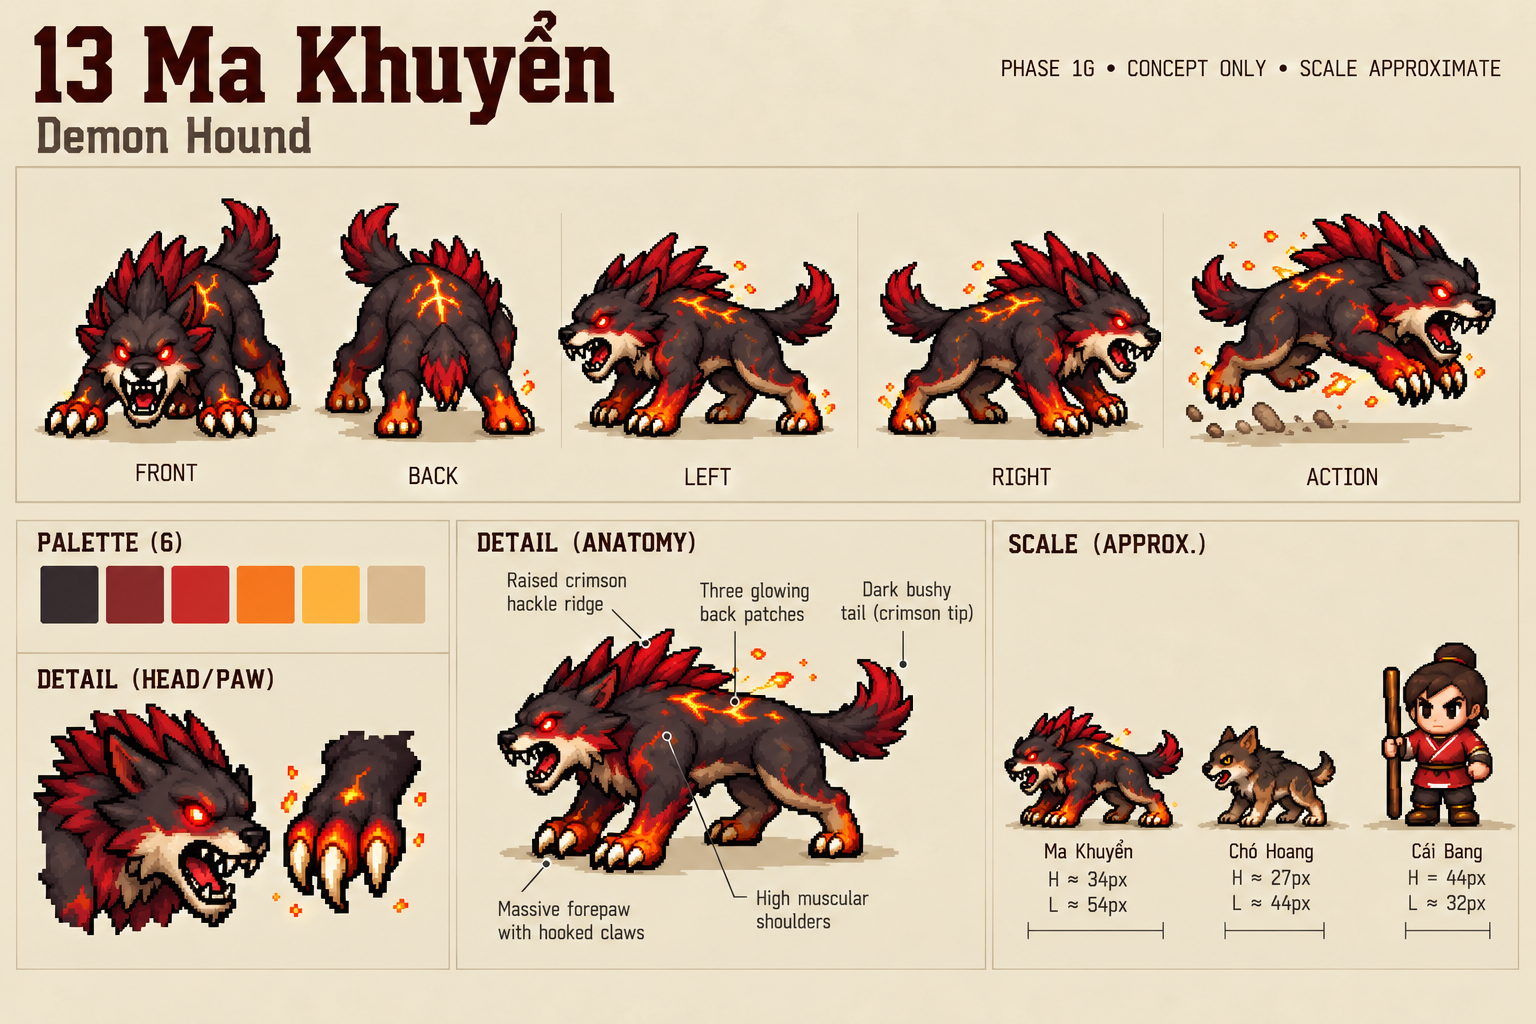 13 Ma Khuyển
Demon Hound
PHASE 1G • CONCEPT ONLY • SCALE APPROXIMATE
FRONT
BACK
LEFT
RIGHT
ACTION
PALETTE (6)
DETAIL (HEAD/PAW)
DETAIL (ANATOMY)
Raised crimson
hackle ridge
Three glowing
back patches
Dark bushy
tail (crimson tip)
Massive forepaw
with hooked claws
High muscular
shoulders
SCALE (APPROX.)
Ma Khuyển
H ≈ 34px
L ≈ 54px
Chó Hoang
H ≈ 27px
L ≈ 44px
Cái Bang
H = 44px
L ≈ 32px